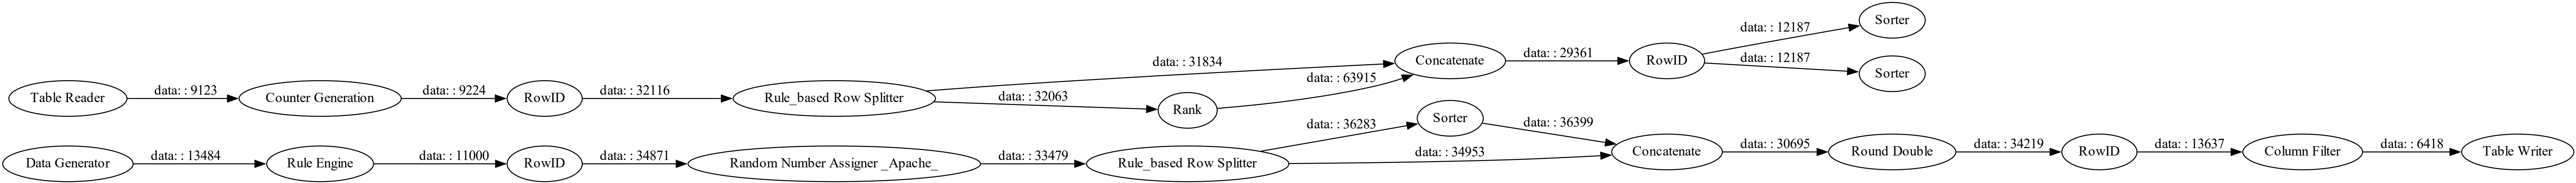 Table Reader
data: : 9123
Counter Generation
data: : 9224
RowID
data: : 32116
Rule_based Row Splitter
data: : 31834
data: : 32063
Rank
data: : 63915
Concatenate
data: : 29361
RowID
data: : 12187
Sorter
data: : 12187
Sorter
Data Generator
data: : 13484
Rule Engine
data: : 11000
RowID
data: : 34871
Random Number Assigner _Apache_
data: : 33479
Rule_based Row Splitter
data: : 36283
Sorter
data: : 36399
data: : 34953
Concatenate
data: : 30695
Round Double
data: : 34219
RowID
data: : 13637
Column Filter
data: : 6418
Table Writer